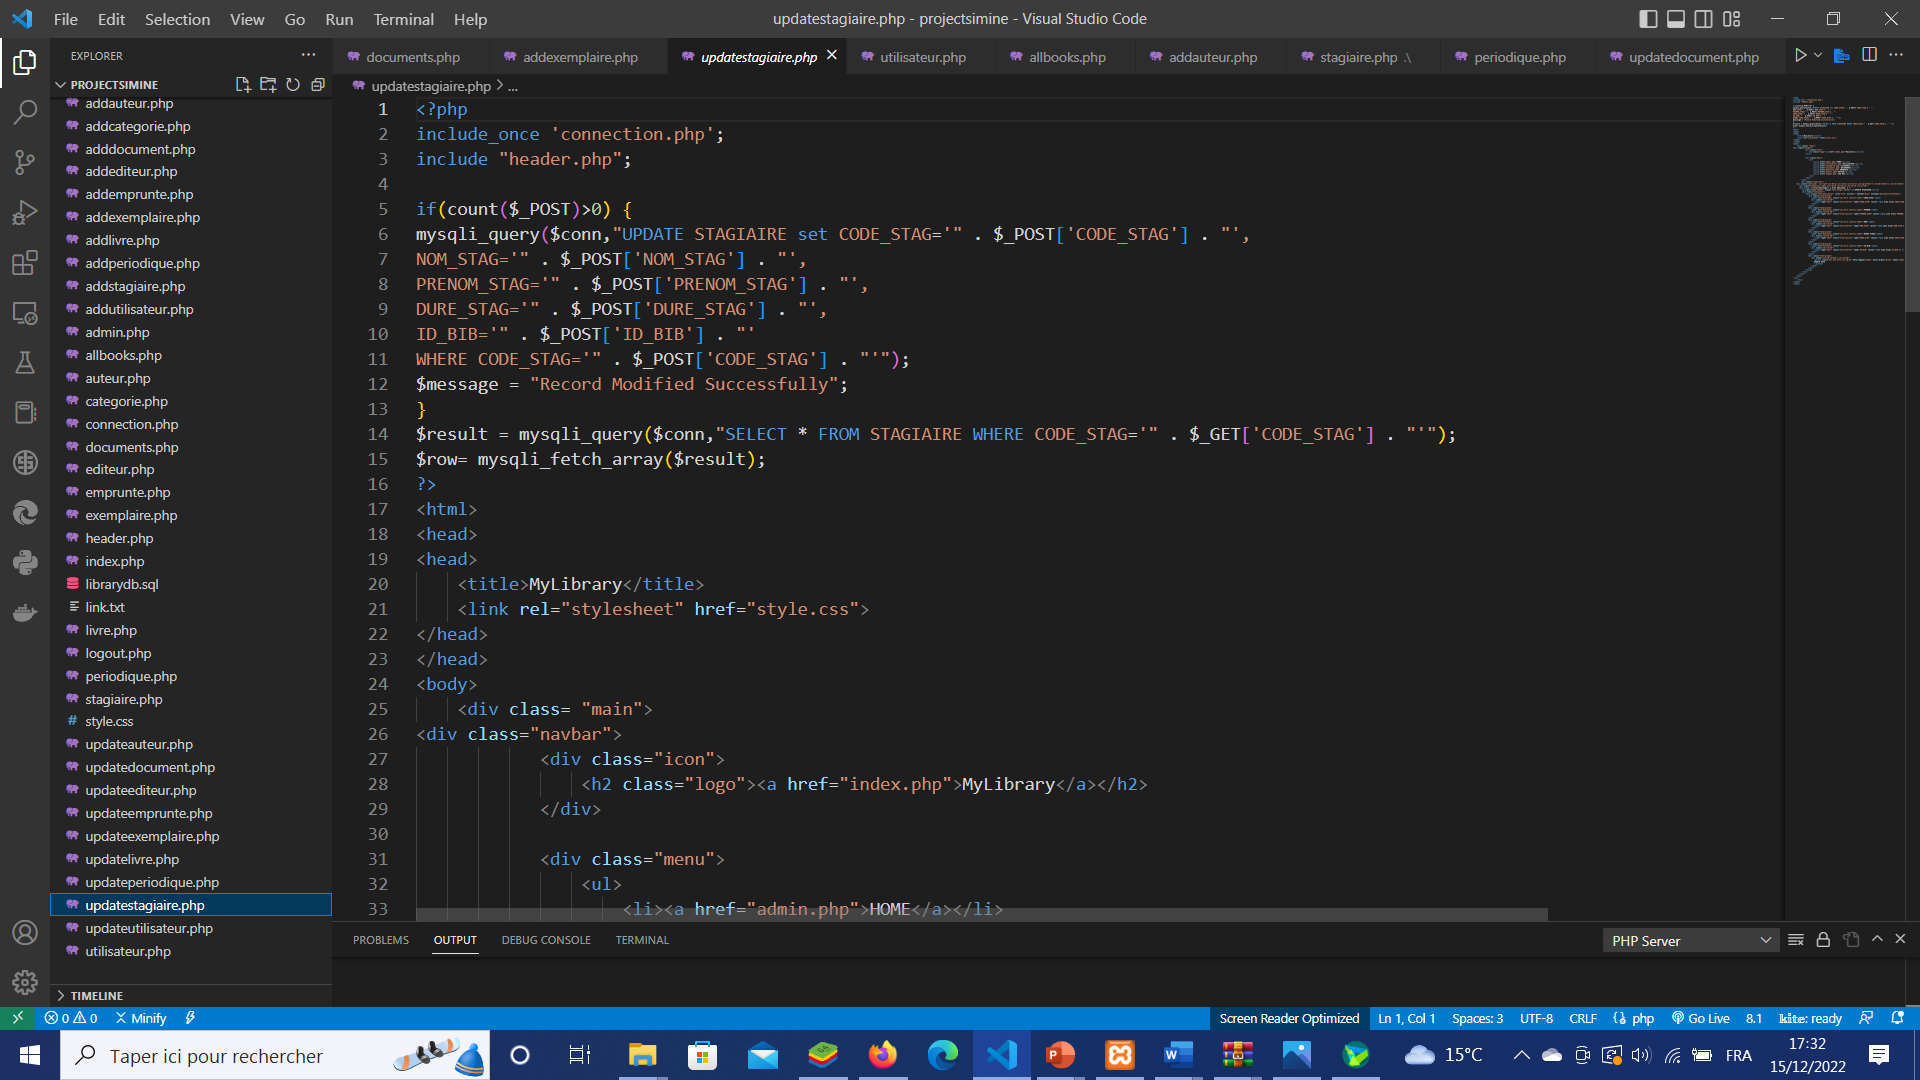 File Edit Selection View Go Run Terminal Help
updatestagiaire.php - projectsimine - Visual Studio Code
EXPLORER
documents.php
addexemplaire.php
updatestagiaire.php
utilisateur.php
allbooks.php
addauteur.php
stagiaire.php .\
periodique.php
updatedocument.php
PROJECTSIMINE
updatestagiaire.php > ...
addauteur.php
addcategorie.php
adddocument.php
addediteur.php
addemprunte.php
addexemplaire.php
addlivre.php
addperiodique.php
addstagiaire.php
addutilisateur.php
admin.php
allbooks.php
auteur.php
categorie.php
connection.php
documents.php
editeur.php
emprunte.php
exemplaire.php
header.php
index.php
librarydb.sql
link.txt
livre.php
logout.php
periodique.php
stagiaire.php
style.css
updateauteur.php
updatedocument.php
updateediteur.php
updateemprunte.php
updateexemplaire.php
updatelivre.php
updateperiodique.php
updatestagiaire.php
updateutilisateur.php
utilisateur.php
TIMELINE
1 <?php
2 include_once 'connection.php';
3 include "header.php";
4
5 if(count($_POST)>0) {
6 mysqli_query($conn,"UPDATE STAGIAIRE set CODE_STAG='" . $_POST['CODE_STAG'] . "',
7 NOM_STAG='" . $_POST['NOM_STAG'] . "',
8 PRENOM_STAG='" . $_POST['PRENOM_STAG'] . "',
9 DURE_STAG='" . $_POST['DURE_STAG'] . "',
10 ID_BIB='" . $_POST['ID_BIB'] . "'
11 WHERE CODE_STAG='" . $_POST['CODE_STAG'] . "'");
12 $message = "Record Modified Successfully";
13 }
14 $result = mysqli_query($conn,"SELECT * FROM STAGIAIRE WHERE CODE_STAG='" . $_GET['CODE_STAG'] . "'");
15 $row= mysqli_fetch_array($result);
16 ?>
17 <html>
18 <head>
19 <head>
20 <title>MyLibrary</title>
21 <link rel="stylesheet" href="style.css">
22 </head>
23 </head>
24 <body>
25 <div class= "main">
26 <div class="navbar">
27 <div class="icon">
28 <h2 class="logo"><a href="index.php">MyLibrary</a></h2>
29 </div>
30
31 <div class="menu">
32 <ul>
33 <li><a href="admin.php">HOME</a></li>
PROBLEMS OUTPUT DEBUG CONSOLE TERMINAL
PHP Server
0 0 Minify
Screen Reader Optimized Ln 1, Col 1 Spaces: 3 UTF-8 CRLF php Go Live 8.1 kite: ready
Taper ici pour rechercher
15°C
FRA
17:32
15/12/2022